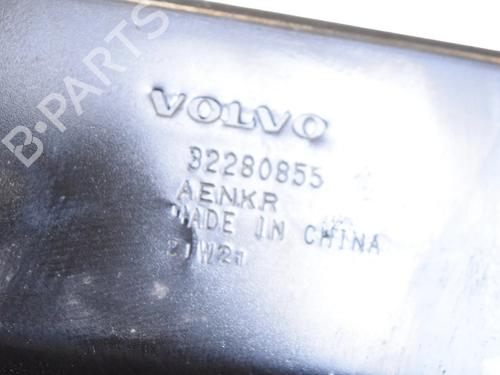 B-PARTS
VOLVO
32280855
AENKR
MADE IN CHINA